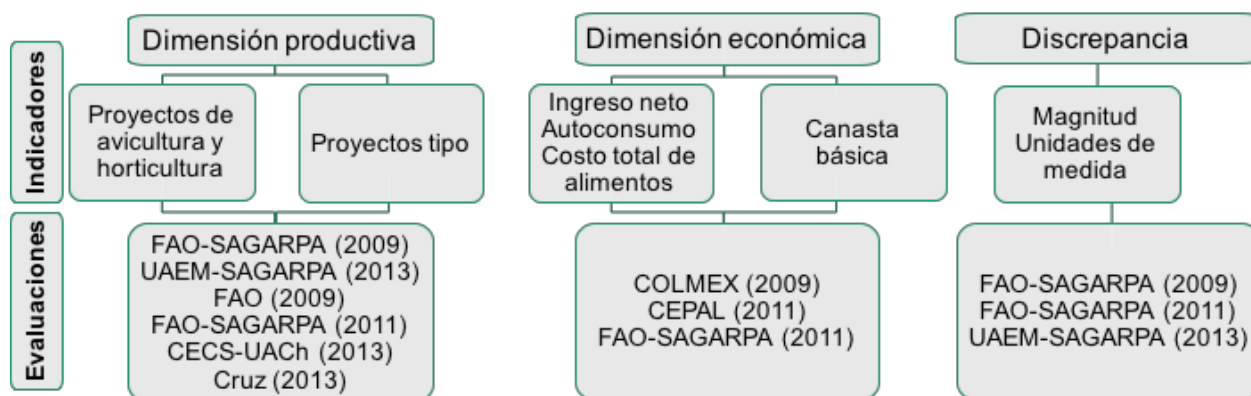 Dimensión productiva
Dimensión económica
Discrepancia
Indicadores
Proyectos de
avicultura y
horticultura
Proyectos tipo
Ingreso neto
Autoconsumo
Costo total de
alimentos
Canasta
básica
Magnitud
Unidades de
medida
Evaluaciones
FAO-SAGARPA (2009)
UAEM-SAGARPA (2013)
FAO (2009)
FAO-SAGARPA (2011)
CECS-UACh (2013)
Cruz (2013)
COLMEX (2009)
CEPAL (2011)
FAO-SAGARPA (2011)
FAO-SAGARPA (2009)
FAO-SAGARPA (2011)
UAEM-SAGARPA (2013)